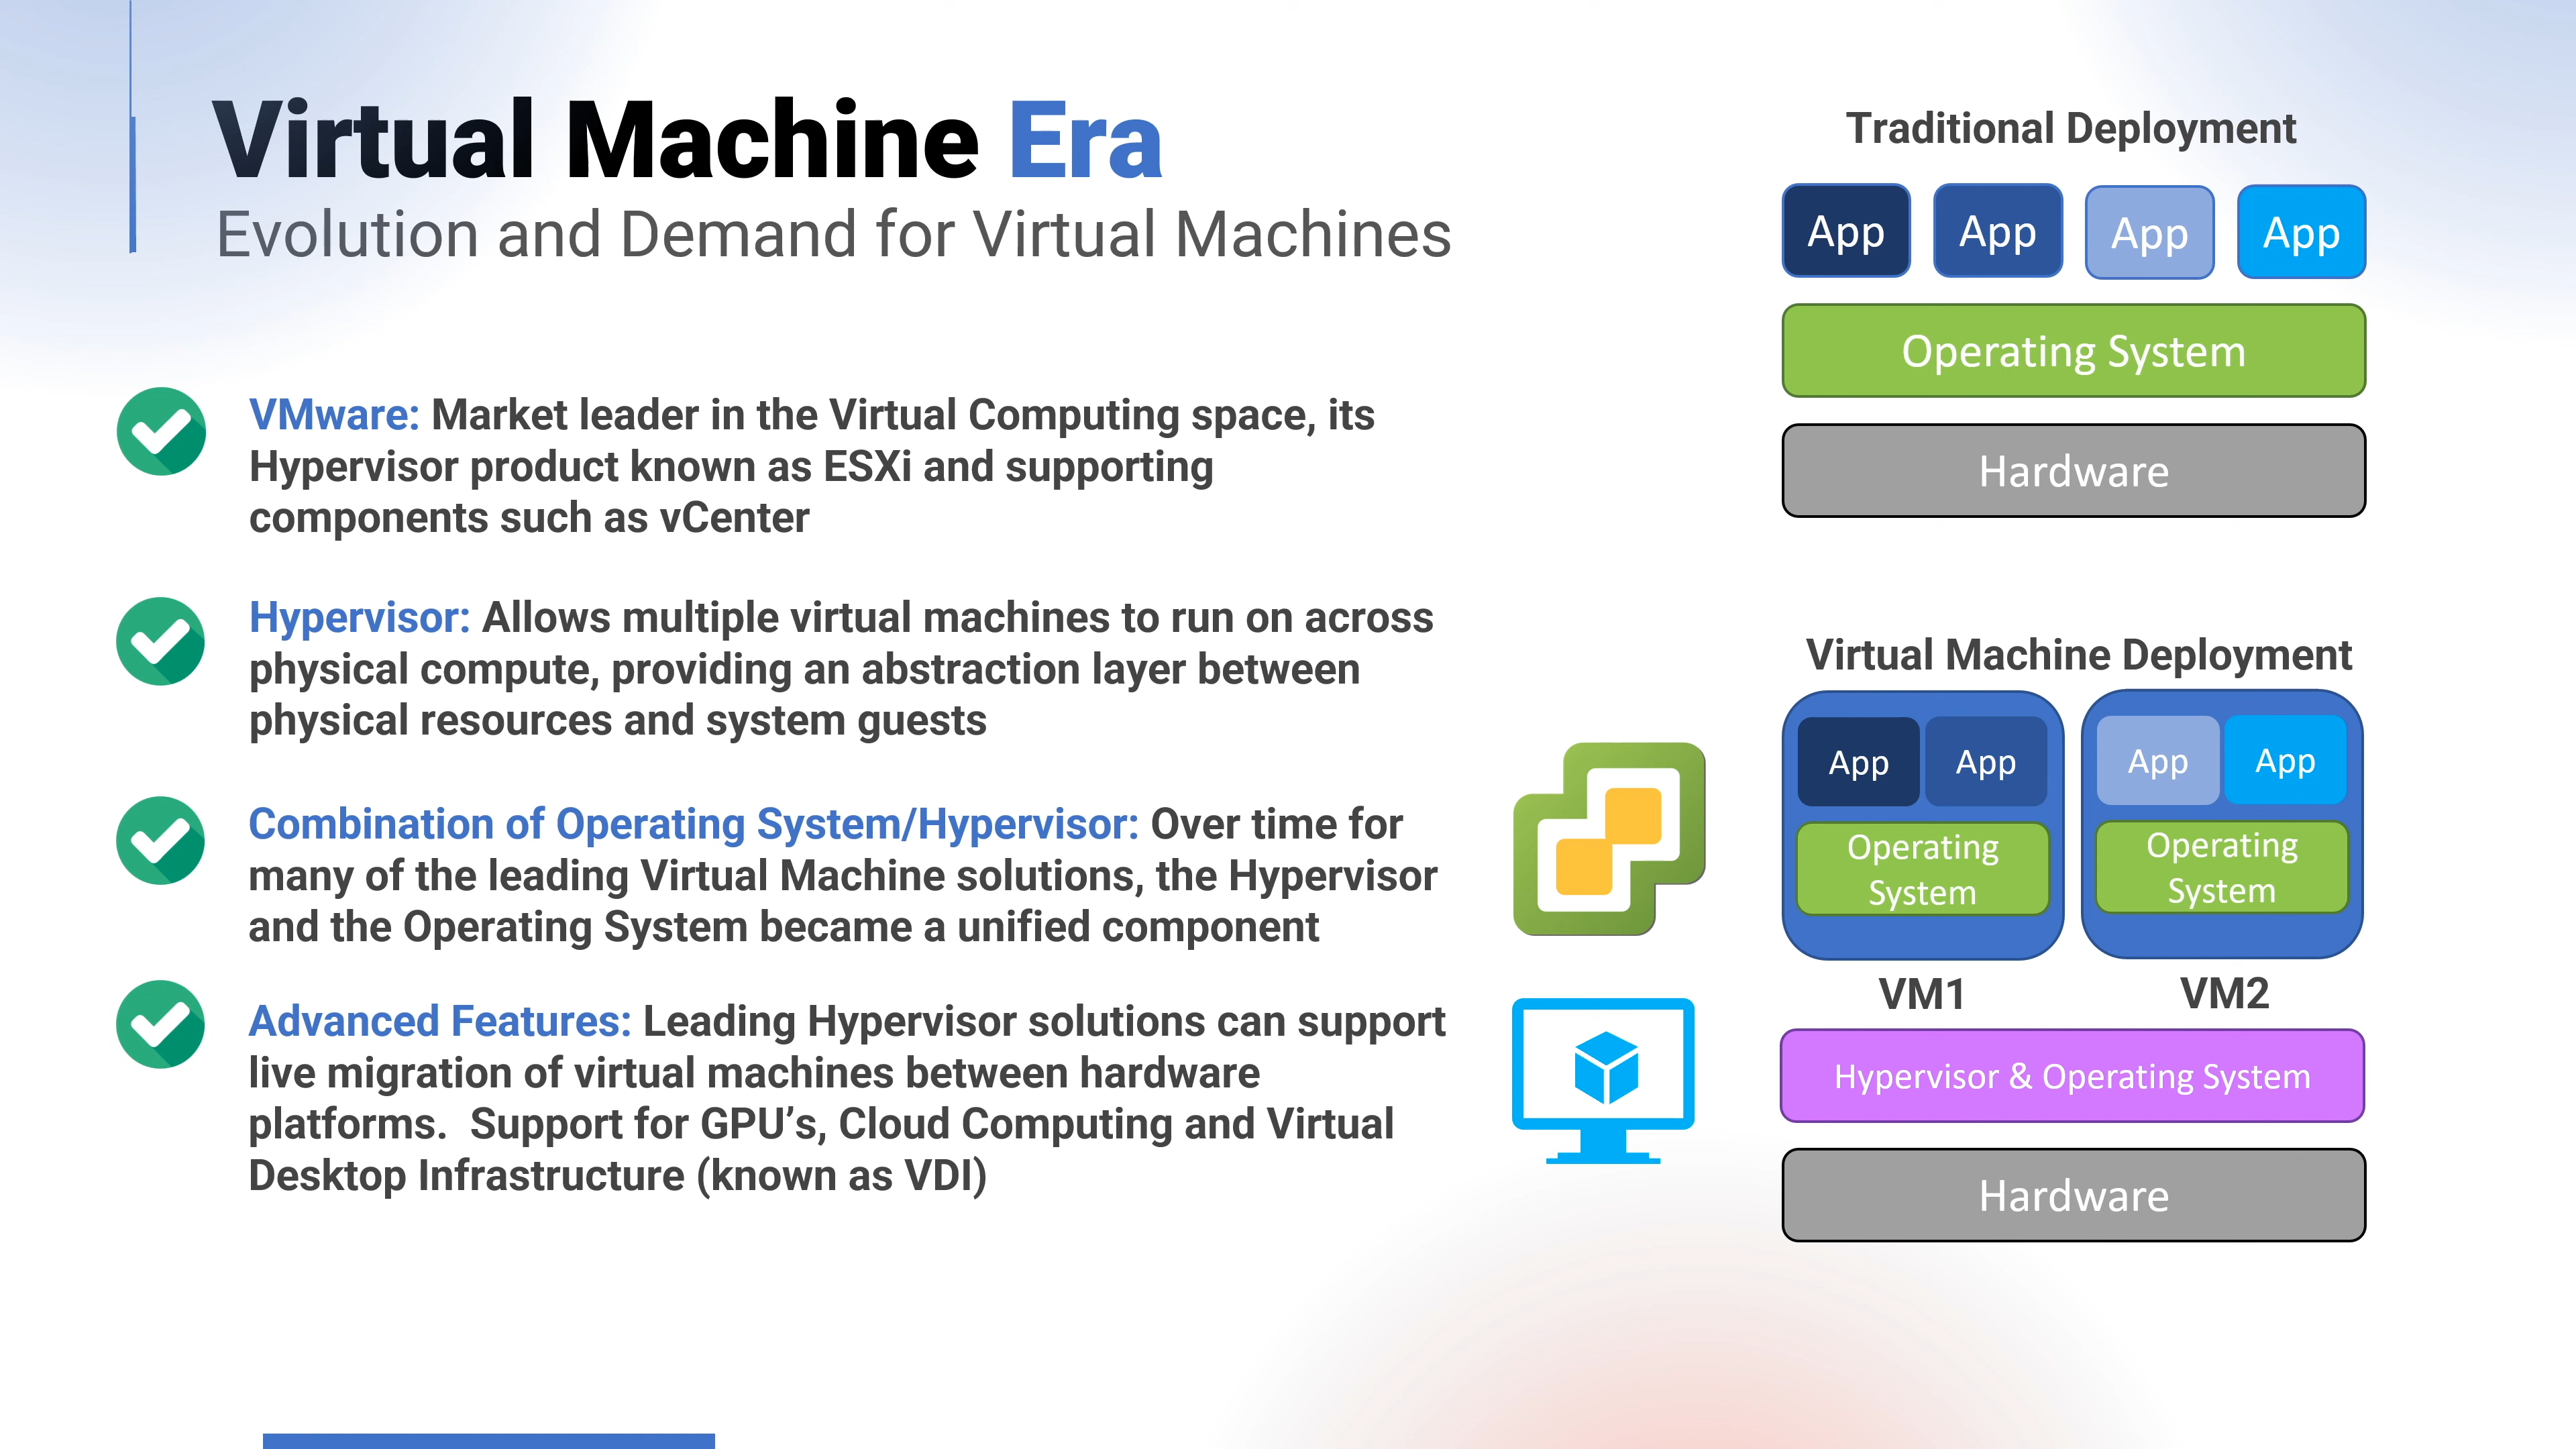 Virtual Machine Era
Evolution and Demand for Virtual Machines
VMware: Market leader in the Virtual Computing space, its
Hypervisor product known as ESXi and supporting
components such as vCenter
Hypervisor: Allows multiple virtual machines to run on across
physical compute, providing an abstraction layer between
physical resources and system guests
Combination of Operating System/Hypervisor: Over time for
many of the leading Virtual Machine solutions, the Hypervisor
and the Operating System became a unified component
Advanced Features: Leading Hypervisor solutions can support
live migration of virtual machines between hardware
platforms.  Support for GPU’s, Cloud Computing and Virtual
Desktop Infrastructure (known as VDI)
Traditional Deployment
App App App App
Operating System
Hardware
Virtual Machine Deployment
App App App App
Operating Operating
System System
VM1 VM2
Hypervisor & Operating System
Hardware